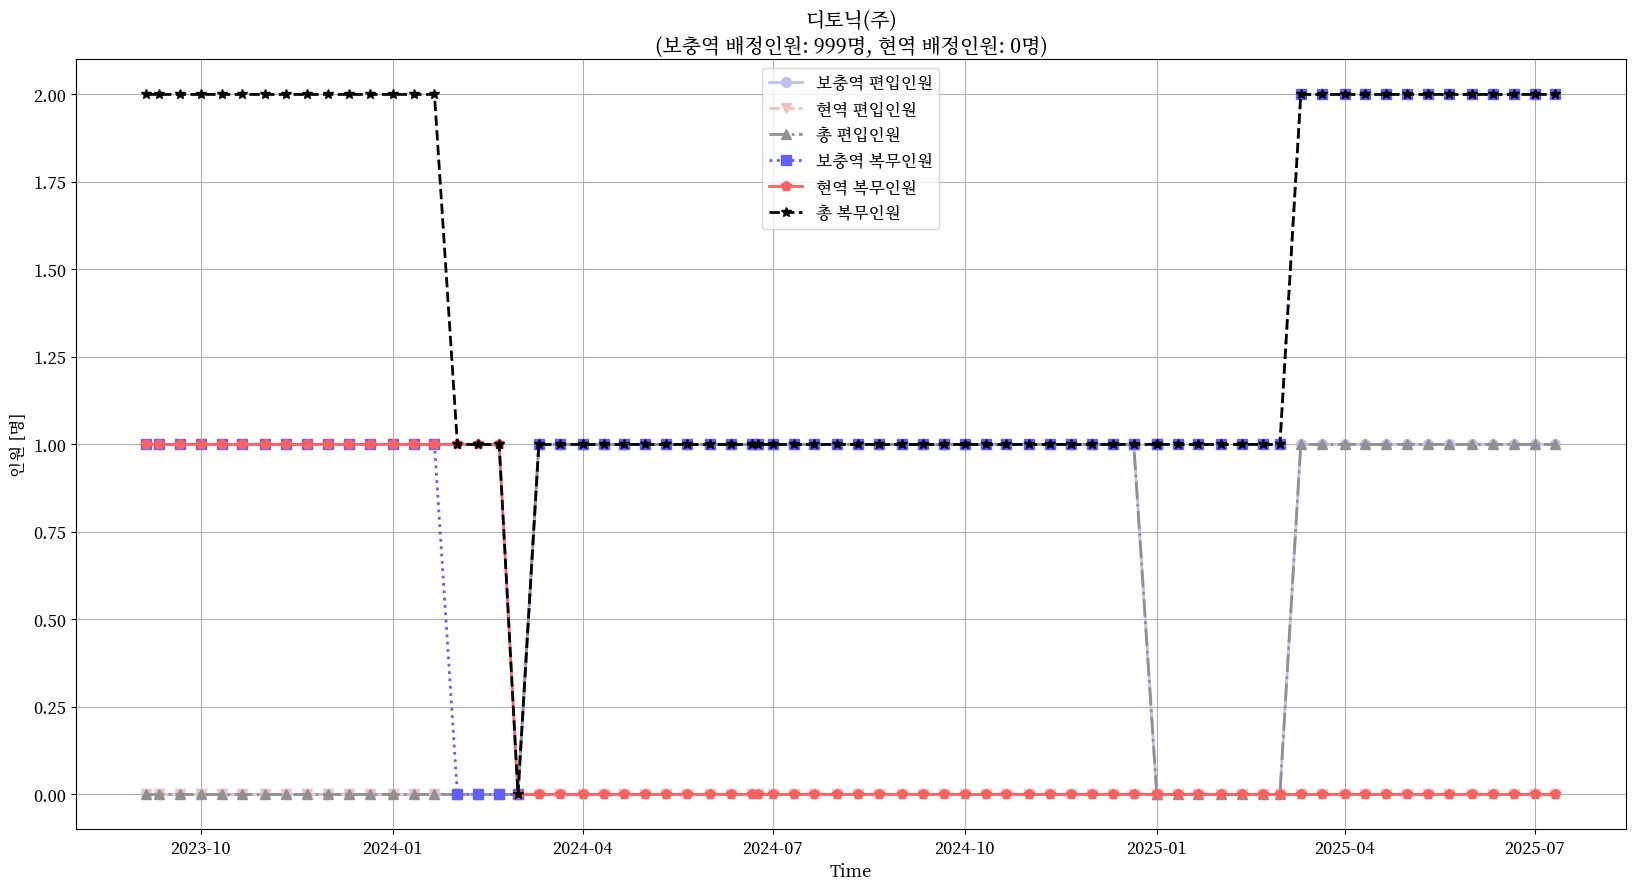 디토닉(주)
(보충역 배정인원: 999명, 현역 배정인원: 0명)
보충역 편입인원
현역 편입인원
총 편입인원
보충역 복무인원
현역 복무인원
총 복무인원
2.00
1.75
1.50
1.25
1.00
0.75
0.50
0.25
0.00
인원 [명]
2023-10
2024-01
2024-04
2024-07
2024-10
2025-01
2025-04
2025-07
Time